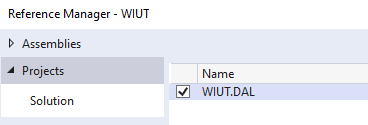 Reference Manager - WIUT
Assemblies
Projects
Solution
Name
WIUT.DAL